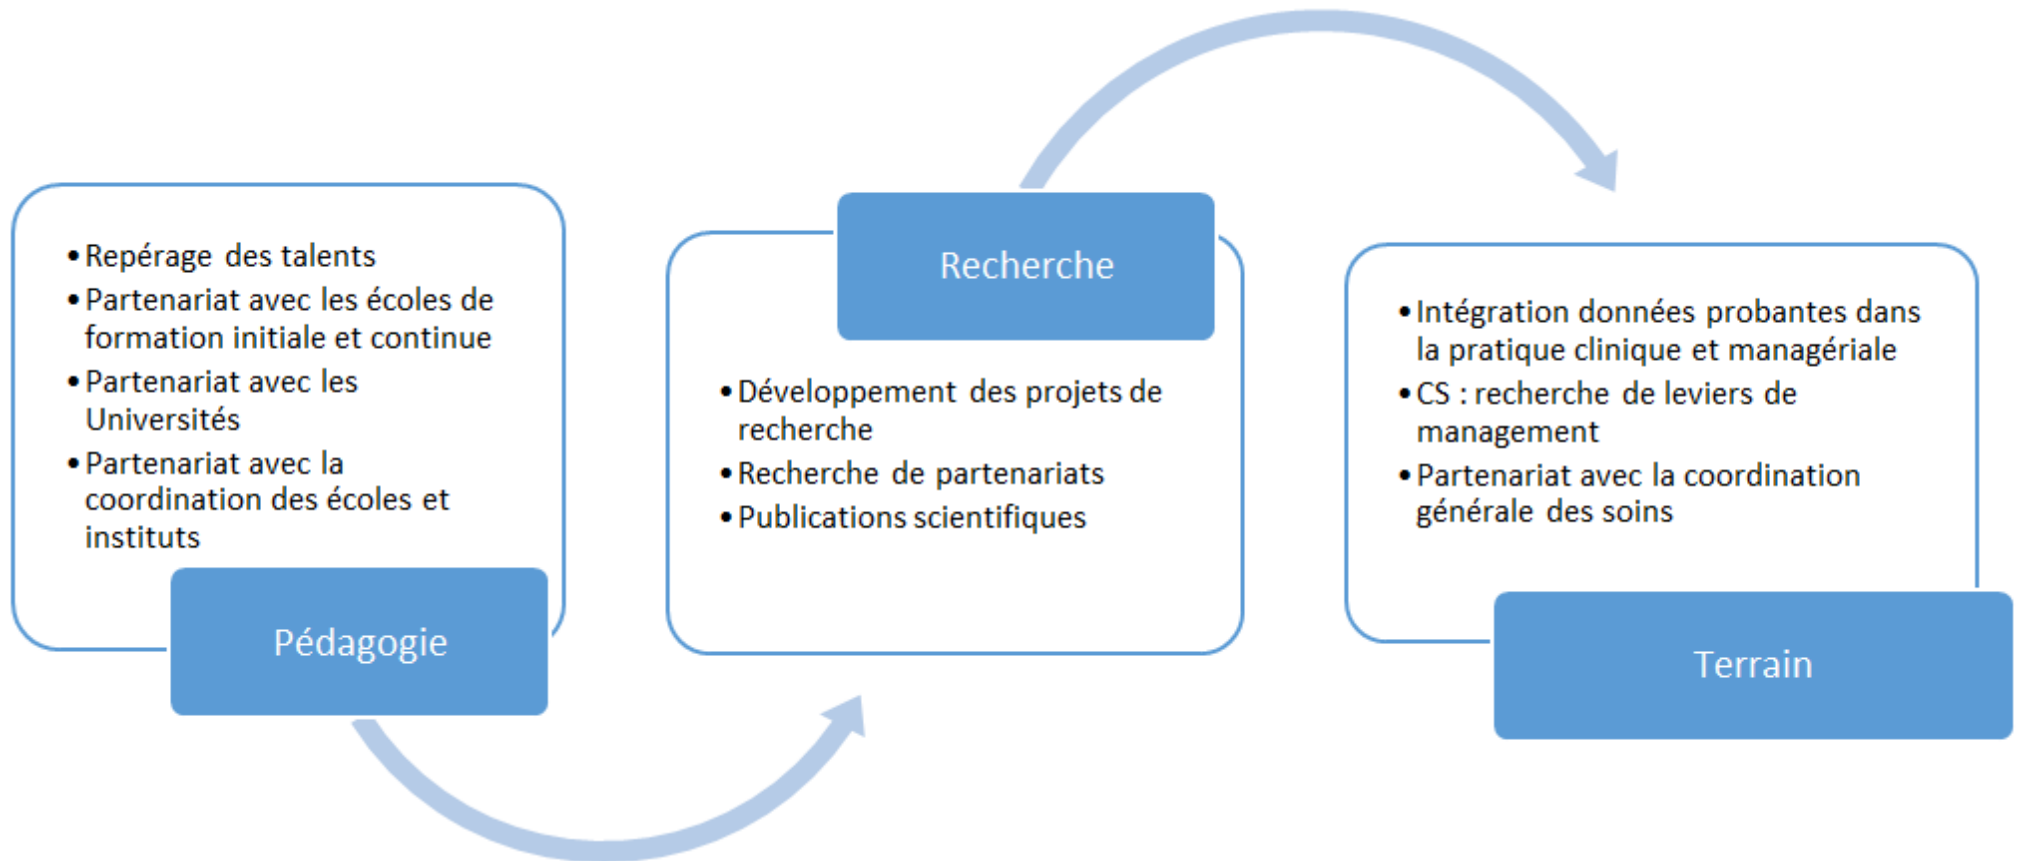 •Repérage des talents
•Partenariat avec les écoles de
formation initiale et continue
•Partenariat avec les
Universités
•Partenariat avec la
coordination des écoles et
instituts
Pédagogie
Recherche
•Développement des projets de
recherche
•Recherche de partenariats
•Publications scientifiques
•Intégration données probantes dans
la pratique clinique et managériale
•CS : recherche de leviers de
management
•Partenariat avec la coordination
générale des soins
Terrain